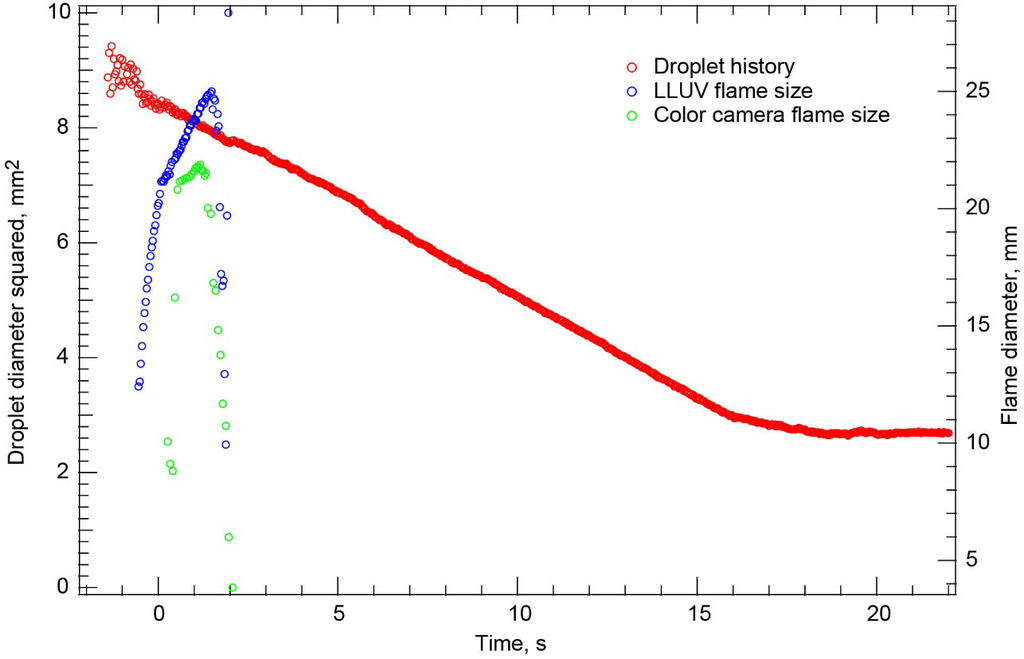 10
8
6
4
2
0
Droplet diameter squared, mm2
Droplet history
LLUV flame size
Color camera flame size
25
20
15
10
5
Flame diameter, mm
0 5 10 15 20
Time, s